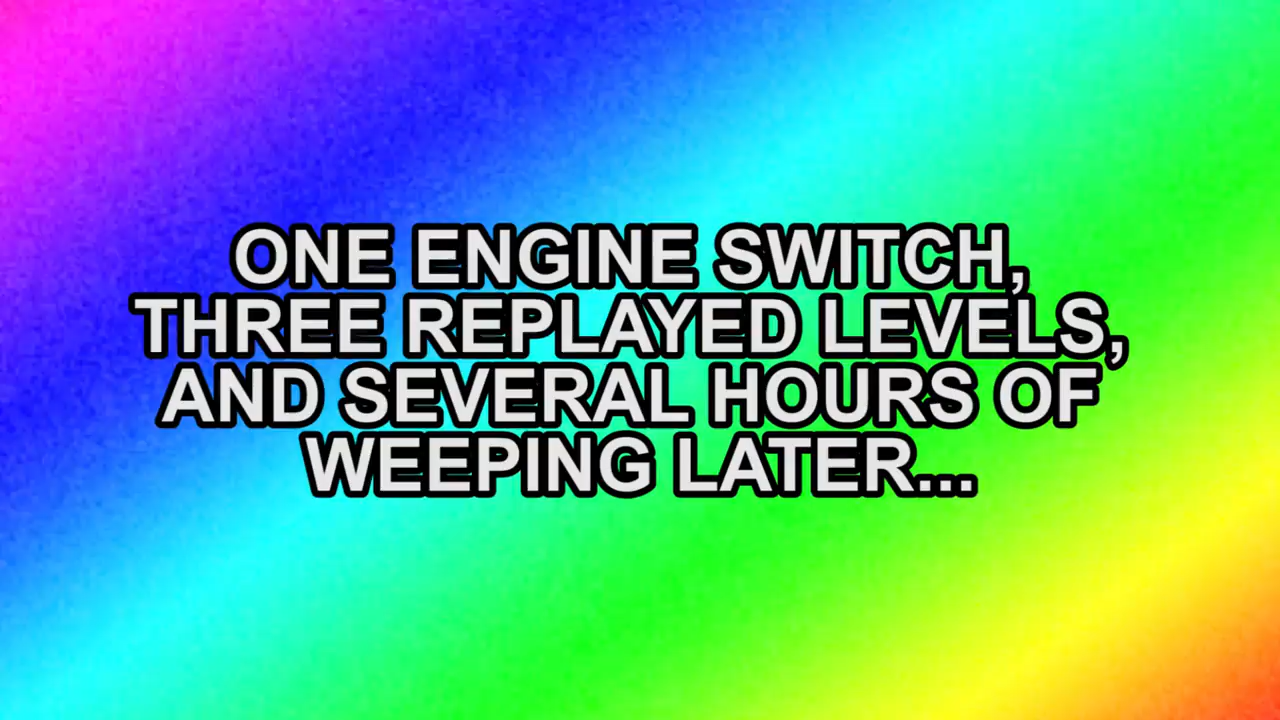 ONE ENGINE SWITCH,
THREE REPLAYED LEVELS,
AND SEVERAL HOURS OF
WEEPING LATER...